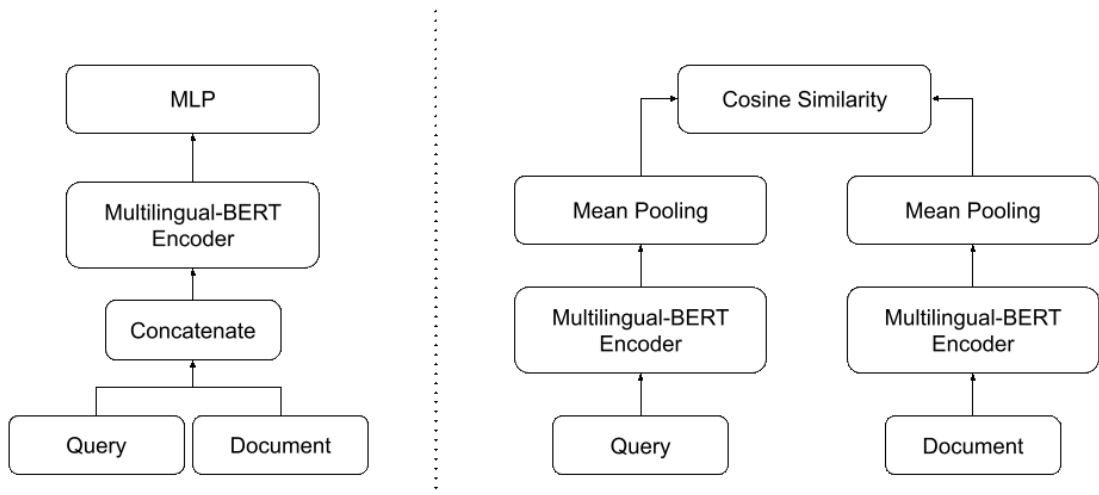 MLP
Multilingual-BERT
Encoder
Concatenate
Query
Document
Cosine Similarity
Mean Pooling
Mean Pooling
Multilingual-BERT
Encoder
Multilingual-BERT
Encoder
Query
Document